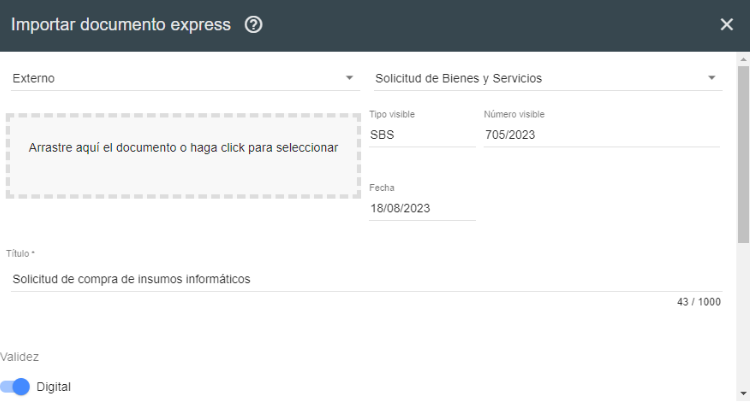 Importar documento express ?
Externo
Solicitud de Bienes y Servicios
Arrastre aquí el documento o haga click para seleccionar
Tipo visible
SBS
Número visible
705/2023
Fecha
18/08/2023
Título *
Solicitud de compra de insumos informáticos
43 / 1000
Validez
Digital